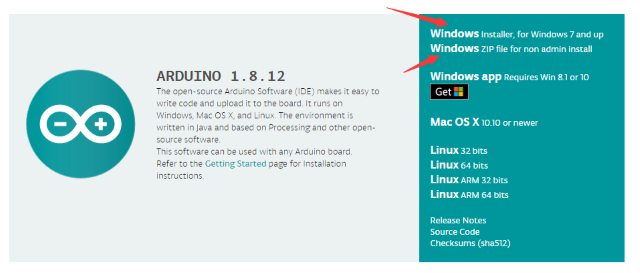 ARDUINO 1.8.12
The open-source Arduino Software (IDE) makes it easy to
write code and upload it to the board. It runs on
Windows, Mac OS X, and Linux. The environment is
written in Java and based on Processing and other open-
source software.
This software can be used with any Arduino board.
Refer to the Getting Started page for Installation
instructions.
Windows Installer, for Windows 7 and up
Windows ZIP file for non admin install
Windows app Requires Win 8.1 or 10
Get
Mac OS X 10.10 or newer
Linux 32 bits
Linux 64 bits
Linux ARM 32 bits
Linux ARM 64 bits
Release Notes
Source Code
Checksums (sha512)